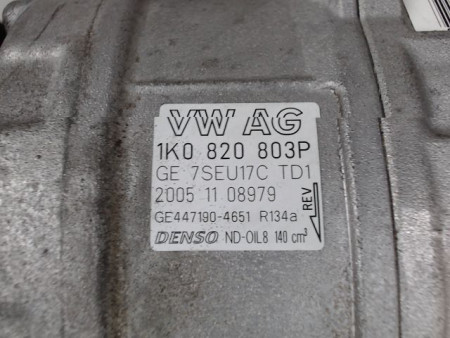 VW AG
1K0 820 803P
GE 7SEU17C TD1
2005 11 08979
GE447190-4651 R134a
DENSO ND-OIL8 140 cm³
REV